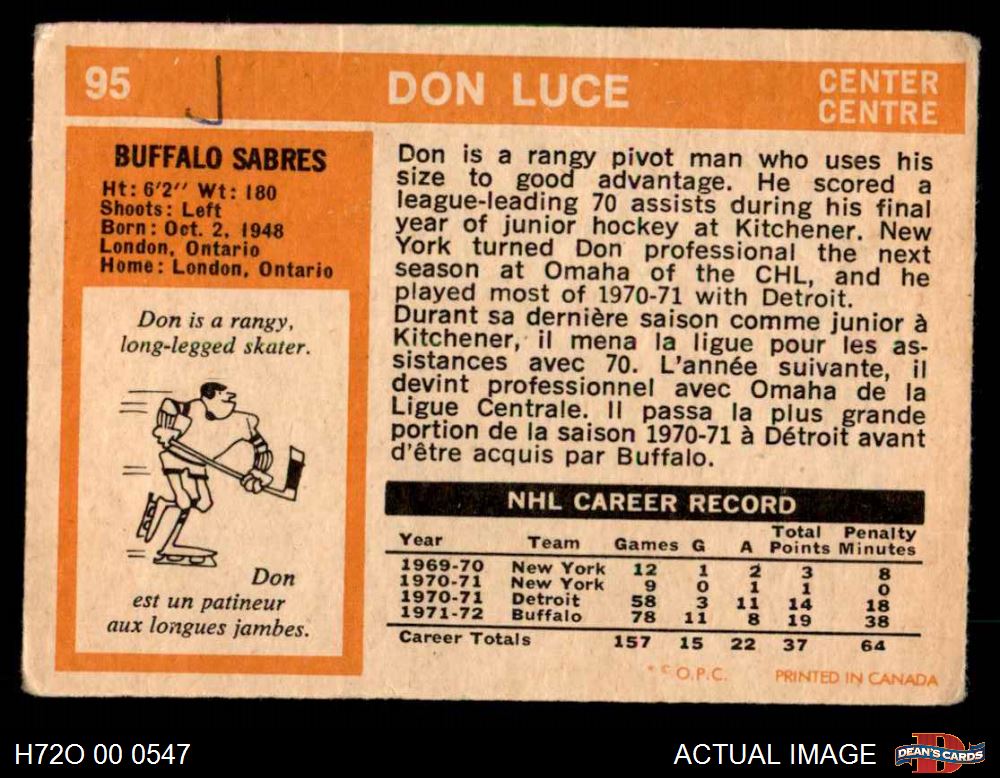 95 DON LUCE CENTER
CENTRE
BUFFALO SABRES
Ht: 6'2'' Wt: 180
Shoots: Left
Born: Oct. 2, 1948
London, Ontario
Home: London, Ontario
Don is a rangy,
long-legged skater.
Don
est un patineur
aux longues jambes.
Don is a rangy pivot man who uses his
size to good advantage. He scored a
league-leading 70 assists during his final
year of junior hockey at Kitchener. New
York turned Don professional the next
season at Omaha of the CHL, and he
played most of 1970-71 with Detroit.
Durant sa dernière saison comme junior à
Kitchener, il mena la ligue pour les as-
sistances avec 70. L'année suivante, il
devint professionnel avec Omaha de la
Ligue Centrale. Il passa la plus grande
portion de la saison 1970-71 à Détroit avant
d'être acquis par Buffalo.
NHL CAREER RECORD
Year Team Games G A Total Points Penalty Minutes
1969-70 New York 12 1 2 3 8
1970-71 New York 9 0 1 1 0
1970-71 Detroit 58 3 11 14 18
1971-72 Buffalo 78 11 8 19 38
Career Totals 157 15 22 37 64
* © O.P.C. PRINTED IN CANADA
H72O 00 0547 ACTUAL IMAGE DEAN'S CARDS